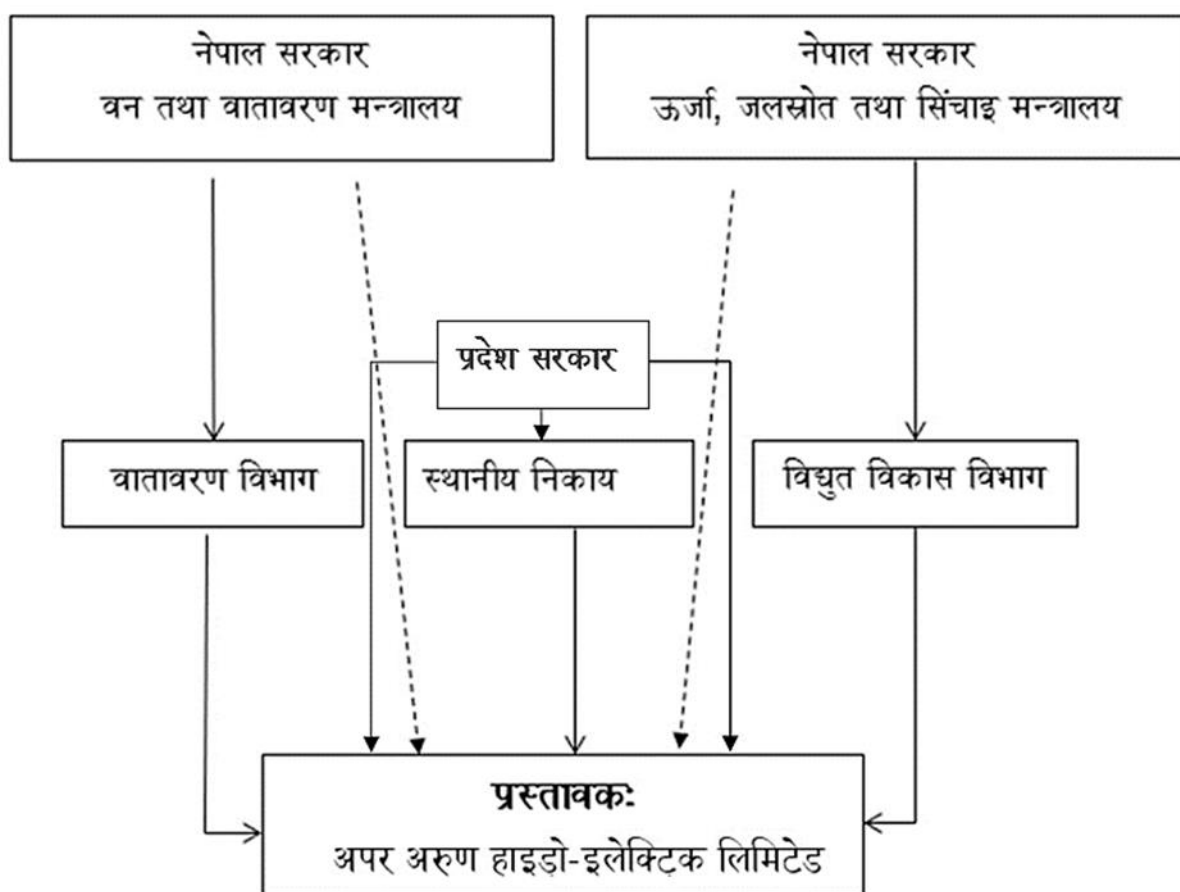 नेपाल सरकार
वन तथा वातावरण मन्त्रालय
नेपाल सरकार
ऊर्जा, जलस्रोत तथा सिंचाइ मन्त्रालय
प्रदेश सरकार
वातावरण विभाग
स्थानीय निकाय
विद्युत विकास विभाग
प्रस्तावकः
अपर अरुण हाइड्रो-इलेक्ट्रिक लिमिटेड